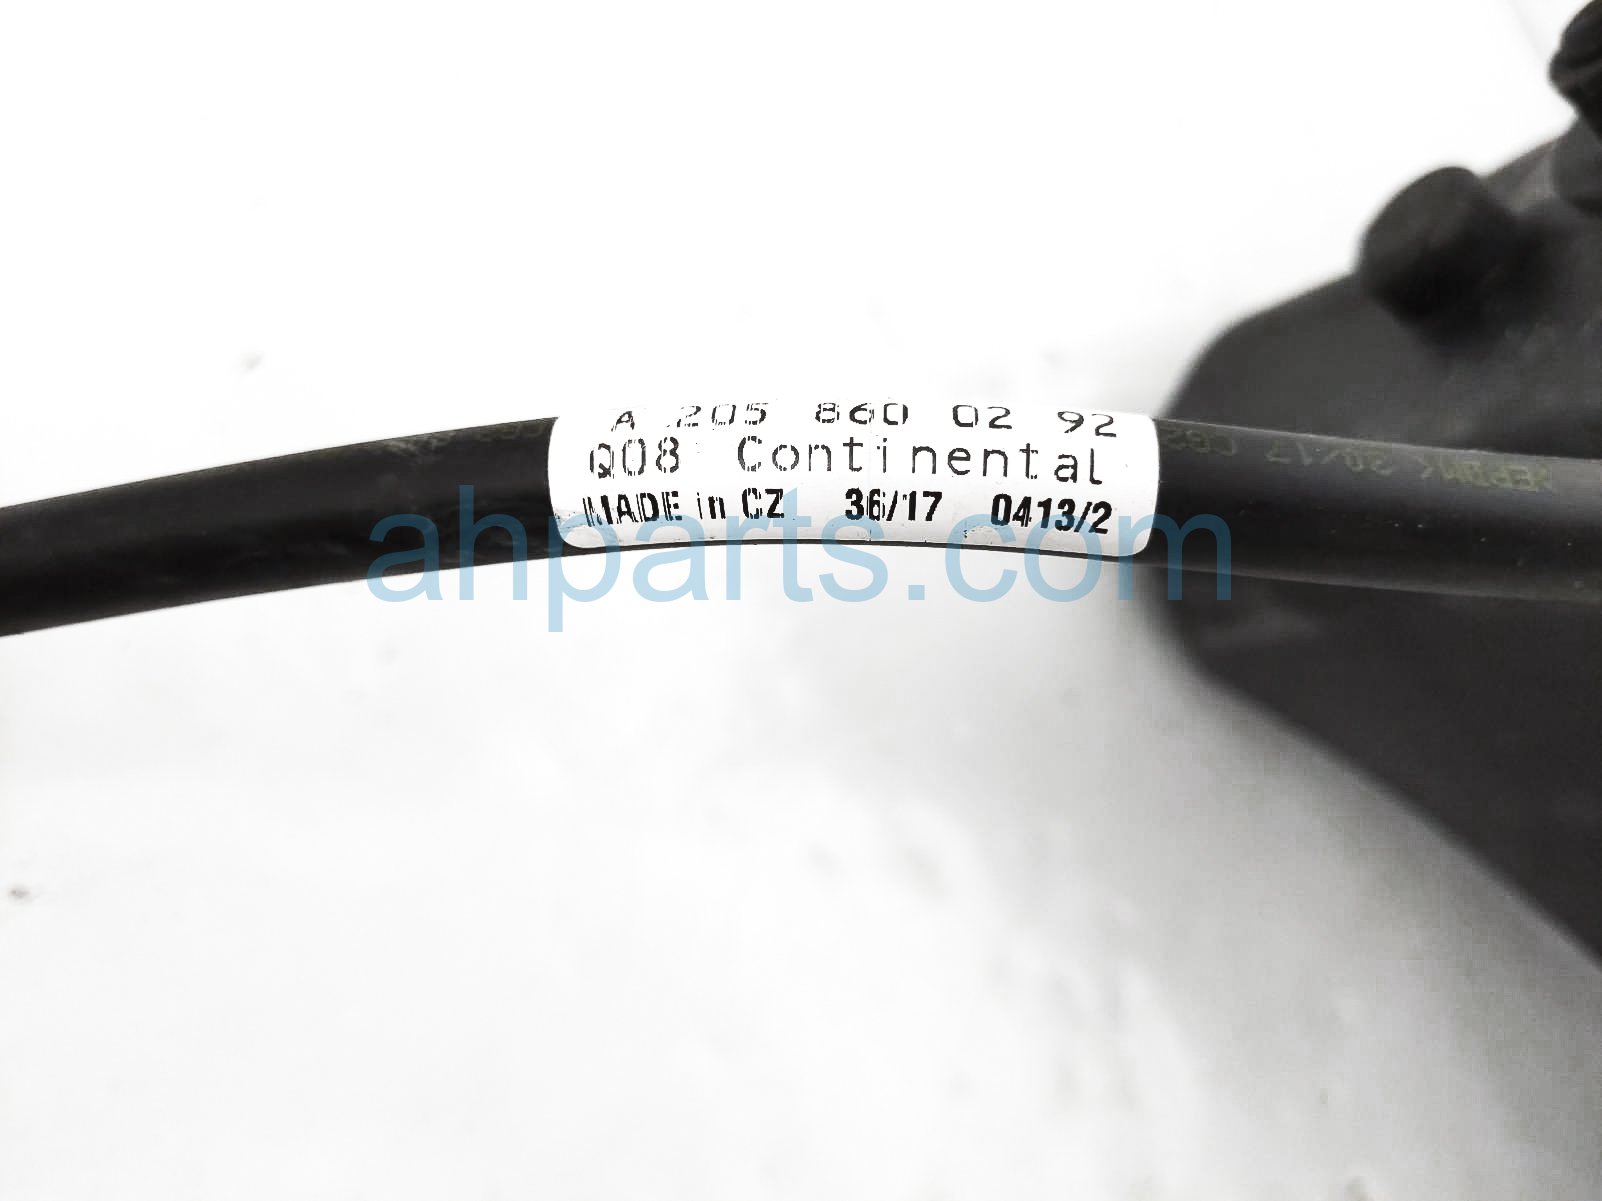 A 205 860 02 92
Q08 Continental
MADE in CZ 36/17 0413/2
ahparts.com